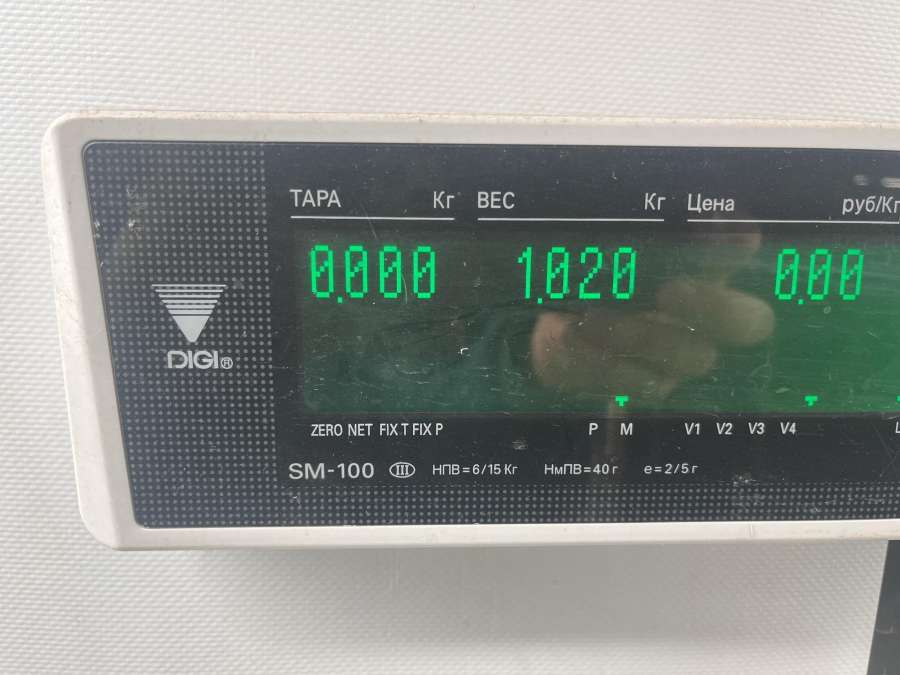 ТАРА Кг ВЕС Кг Цена руб/Кг
0.000 1.020 0.00
DIGI®
ZERO NET FIX T FIX P P M V1 V2 V3 V4
SM-100 III НПВ=6/15 Кг НмПВ=40 г e=2/5 г